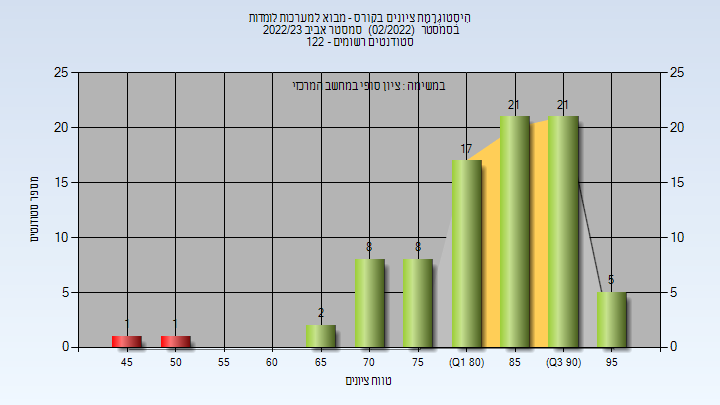 היסטוגרמת ציונים בקורס - מבוא למערכות לומדות
בסמסטר (02/2022) סמסטר אביב 2022/23
סטודנטים רשומים - 122
במשימה : ציון סופי במחשב המרכזי
25 25
20 20
15 15
10 10
5 5
0 0
1 1 2 8 8 17 21 21 5
45 50 55 60 65 70 75 (Q1 80) 85 (Q3 90) 95
מספר סטודנטים
טווח ציונים